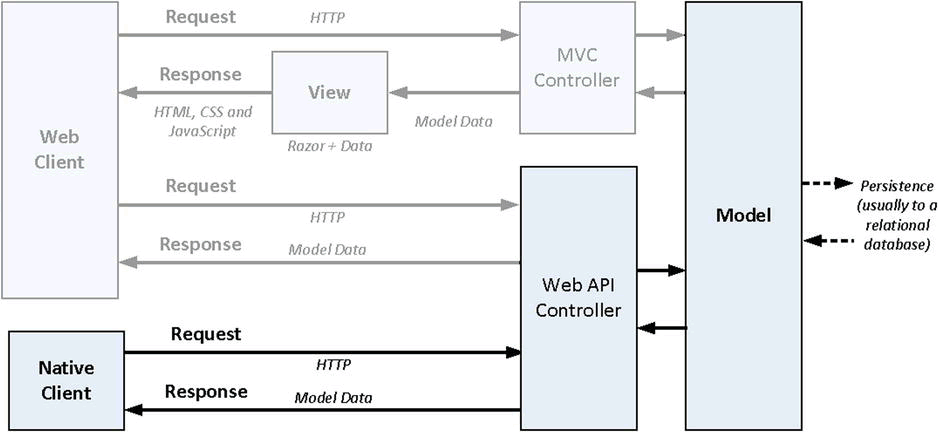 Request
HTTP
MVC
Controller
Response
View
HTML, CSS and
JavaScript
Model Data
Razor + Data
Web
Client
Request
HTTP
Response
Model Data
Model
Persistence
(usually to a
relational
database)
Web API
Controller
Request
HTTP
Native
Client
Response
Model Data